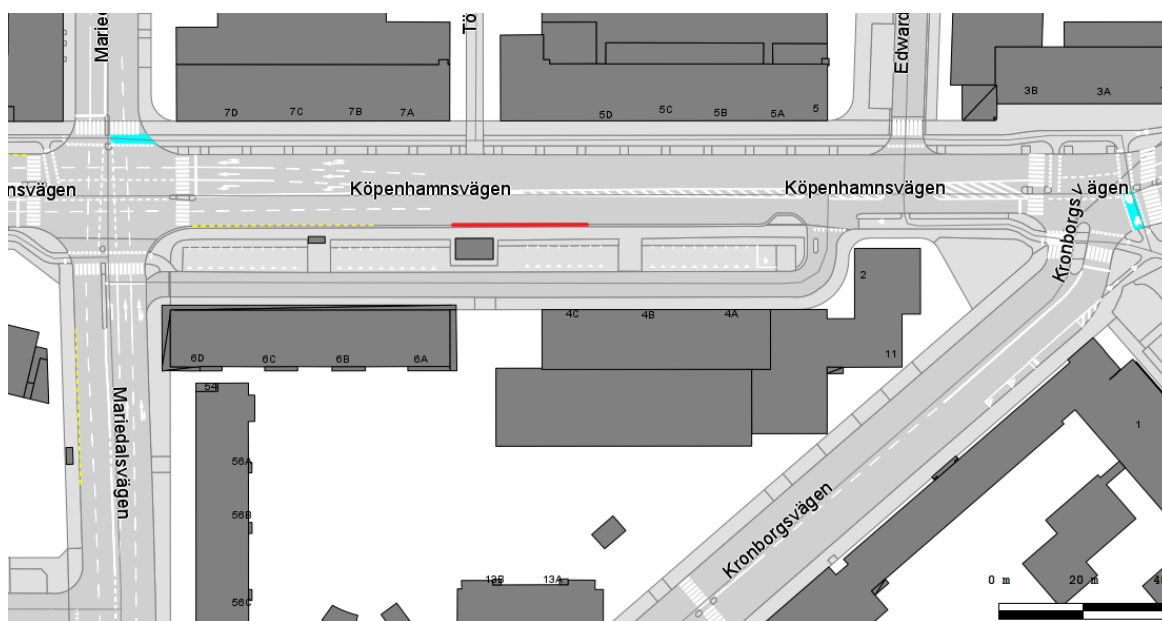 Maried
Tö
Edward
7D
7C
7B
7A
5D
5C
5B
5A
5
3B
3A
nsvägen
Köpenhamnsvägen
Köpenhamnsvägen
Kronborgs v
ägen
2
4C
4B
4A
11
6D
6C
6B
6A
54
Mariedalsvägen
56A
56B
56C
13B
13A
Kronborgsvägen
1
0 m
20 m
40